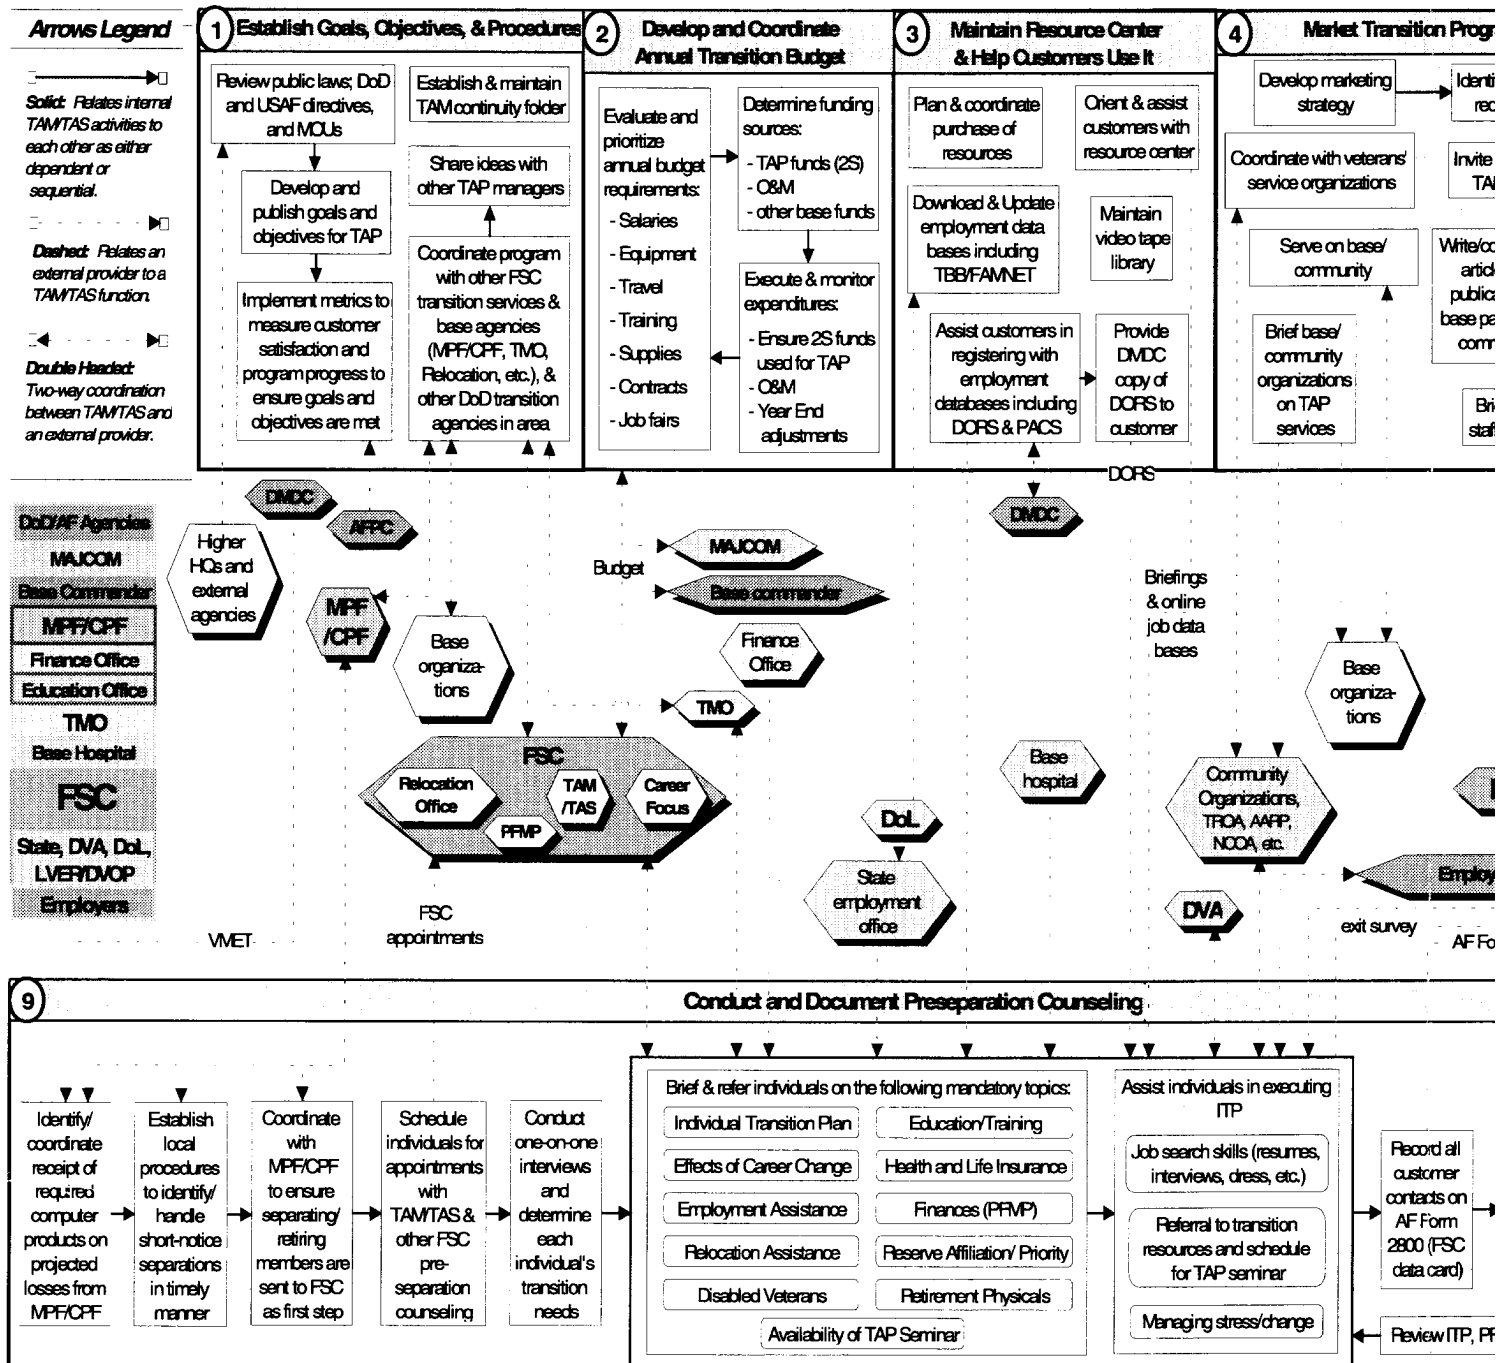 Arrows Legend
Solid: Relates internal
TAM/TAS activities to
each other as either
dependent or
sequential.
Dashed: Relates an
external provider to a
TAM/TAS function.
Double Headed:
Two-way coordination
between TAM/TAS and
an external provider.
1
Establish Goals, Objectives, & Procedures
Review public laws; DoD
and USAF directives,
and MOUs
Develop and
publish goals and
objectives for TAP
Implement metrics to
measure customer
satisfaction and
program progress to
ensure goals and
objectives are met
Establish & maintain
TAM continuity folder
Share ideas with
other TAP managers
Coordinate program
with other FSC
transition services &
base agencies
(MPF/CPF, TMO,
Relocation, etc.), &
other DoD transition
agencies in area
2
Develop and Coordinate
Annual Transition Budget
Evaluate and
prioritize
annual budget
requirements:
- Salaries
- Equipment
- Travel
- Training
- Supplies
- Contracts
- Job fairs
Determine funding
sources:
- TAP funds (2S)
- O&M
- other base funds
Execute & monitor
expenditures:
- Ensure 2S funds
used for TAP
- O&M
- Year End
adjustments
3
Maintain Resource Center
& Help Customers Use It
Plan & coordinate
purchase of
resources
Orient & assist
customers with
resource center
Download & Update
employment data
bases including
TBB/FAMNET
Maintain
video tape
library
Assist customers in
registering with
employment
databases including
DORS & PACS
Provide
DMDC
copy of
DORS to
customer
4
Market Transition Progr
Develop marketing
strategy
Identi
rec
Coordinate with veterans'
service organizations
Invite
TA
Serve on base/
community
Write/co
article
publica
base pa
comm
Brief base/
community
organizations
on TAP
services
Brie
staf
DoD/AF Agencies
MAJCOM
Base Commander
MPF/CPF
Finance Office
Education Office
TMO
Base Hospital
FSC
State, DVA, DoL,
LVER/DVOP
Employers
Higher
HQs and
external
agencies
DMDC
AFPC
MPF
/CPF
Base
organiza-
tions
Budget
MAJCOM
Base commander
Finance
Office
TMO
FSC
Relocation
Office
PFMP
TAM
/TAS
Career
Focus
DORS
DMDC
Briefings
& online
job data
bases
Base
hospital
DoL
State
employment
office
Community
Organizations,
TROA, AARP,
NCOA, etc.
DVA
Base
organiza-
tions
Employ
exit survey
AF Fo
VMET
FSC
appointments
9
Conduct and Document Preseparation Counseling
Identify/
coordinate
receipt of
required
computer
products on
projected
losses from
MPF/CPF
Establish
local
procedures
to identify/
handle
short-notice
separations
in timely
manner
Coordinate
with
MPF/CPF
to ensure
separating/
retiring
members are
sent to FSC
as first step
Schedule
individuals for
appointments
with
TAM/TAS &
other FSC
pre-
separation
counseling
Conduct
one-on-one
interviews
and
determine
each
individual's
transition
needs
Brief & refer individuals on the following mandatory topics:
Individual Transition Plan
Education/Training
Effects of Career Change
Health and Life Insurance
Employment Assistance
Finances (PFMP)
Relocation Assistance
Reserve Affiliation/ Priority
Disabled Veterans
Retirement Physicals
Availability of TAP Seminar
Assist individuals in executing
ITP
Job search skills (resumes,
interviews, dress, etc.)
Referral to transition
resources and schedule
for TAP seminar
Managing stress/change
Record all
customer
contacts on
AF Form
2800 (FSC
data card)
Review ITP, PF